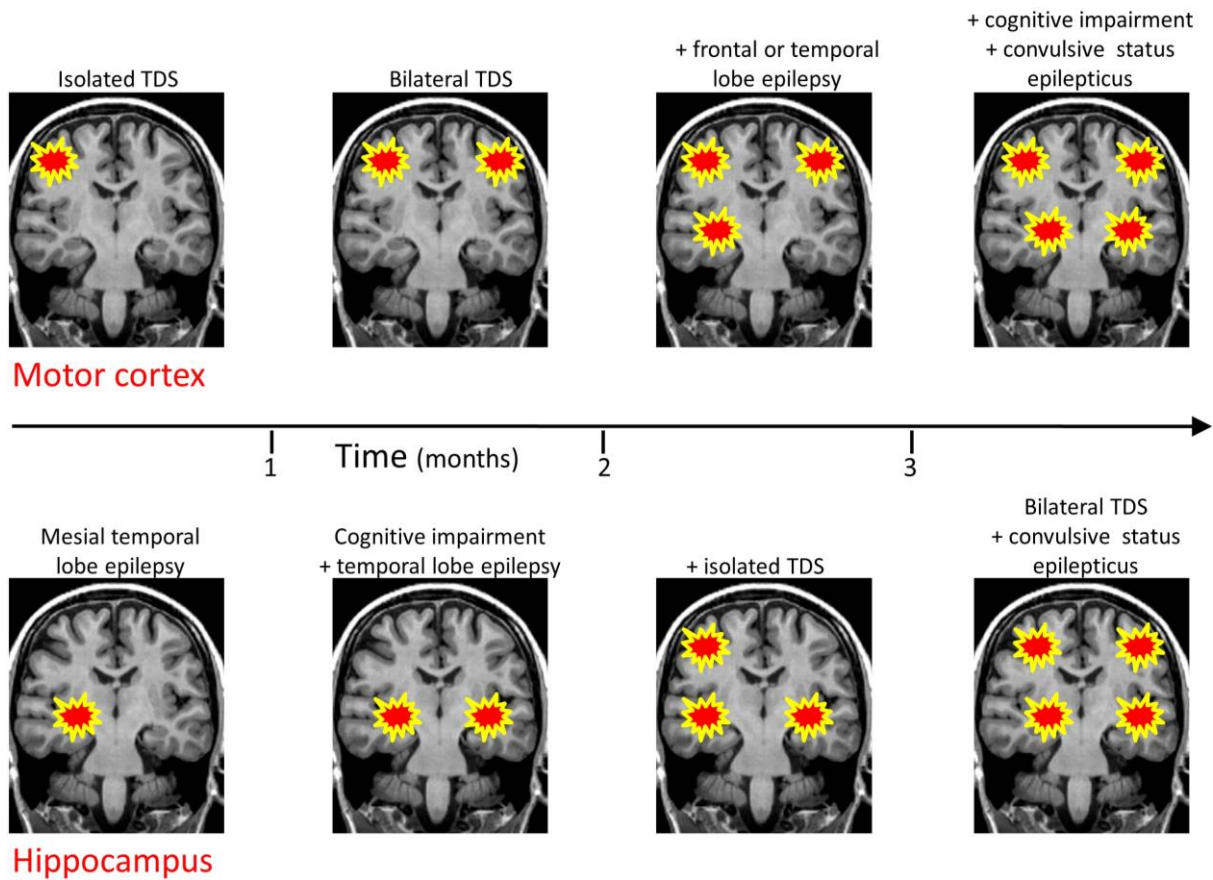 Isolated TDS
Bilateral TDS
+ frontal or temporal
lobe epilepsy
+ cognitive impairment
+ convulsive status
epilepticus
Motor cortex
1
Time (months)
2
3
Mesial temporal
lobe epilepsy
Cognitive impairment
+ temporal lobe epilepsy
+ isolated TDS
Bilateral TDS
+ convulsive status
epilepticus
Hippocampus